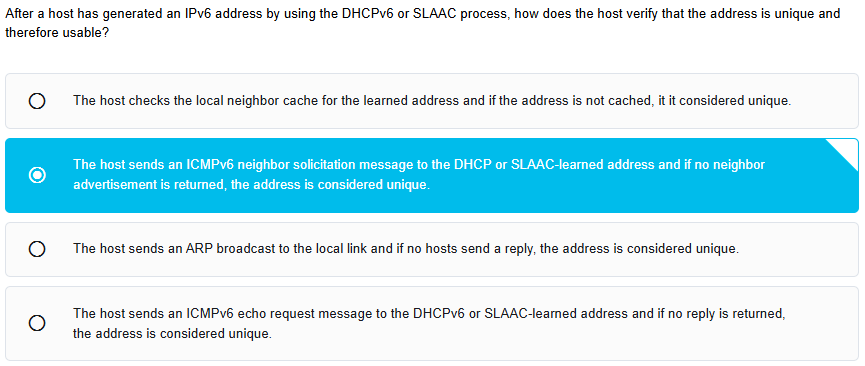 After a host has generated an IPv6 address by using the DHCPv6 or SLAAC process, how does the host verify that the address is unique and
therefore usable?
The host checks the local neighbor cache for the learned address and if the address is not cached, it it considered unique.
The host sends an ICMPv6 neighbor solicitation message to the DHCP or SLAAC-learned address and if no neighbor
advertisement is returned, the address is considered unique.
The host sends an ARP broadcast to the local link and if no hosts send a reply, the address is considered unique.
The host sends an ICMPv6 echo request message to the DHCPv6 or SLAAC-learned address and if no reply is returned,
the address is considered unique.